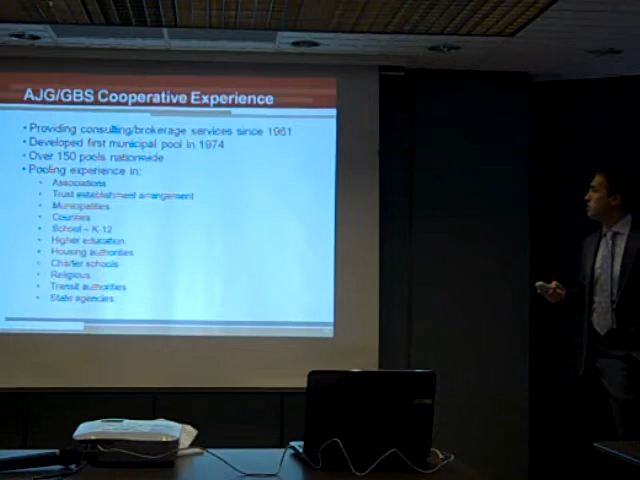 AJG/GBS Cooperative Experience
• Providing consulting/brokerage services since 1961
• Developed first municipal pool in 1974
• Over 150 pools nationwide
• Pooling experience in:
• Associations
• Trust establishment arrangement
• Municipalities
• Counties
• School – K-12
• Higher education
• Housing authorities
• Charter schools
• Religious
• Transit authorities
• State agencies